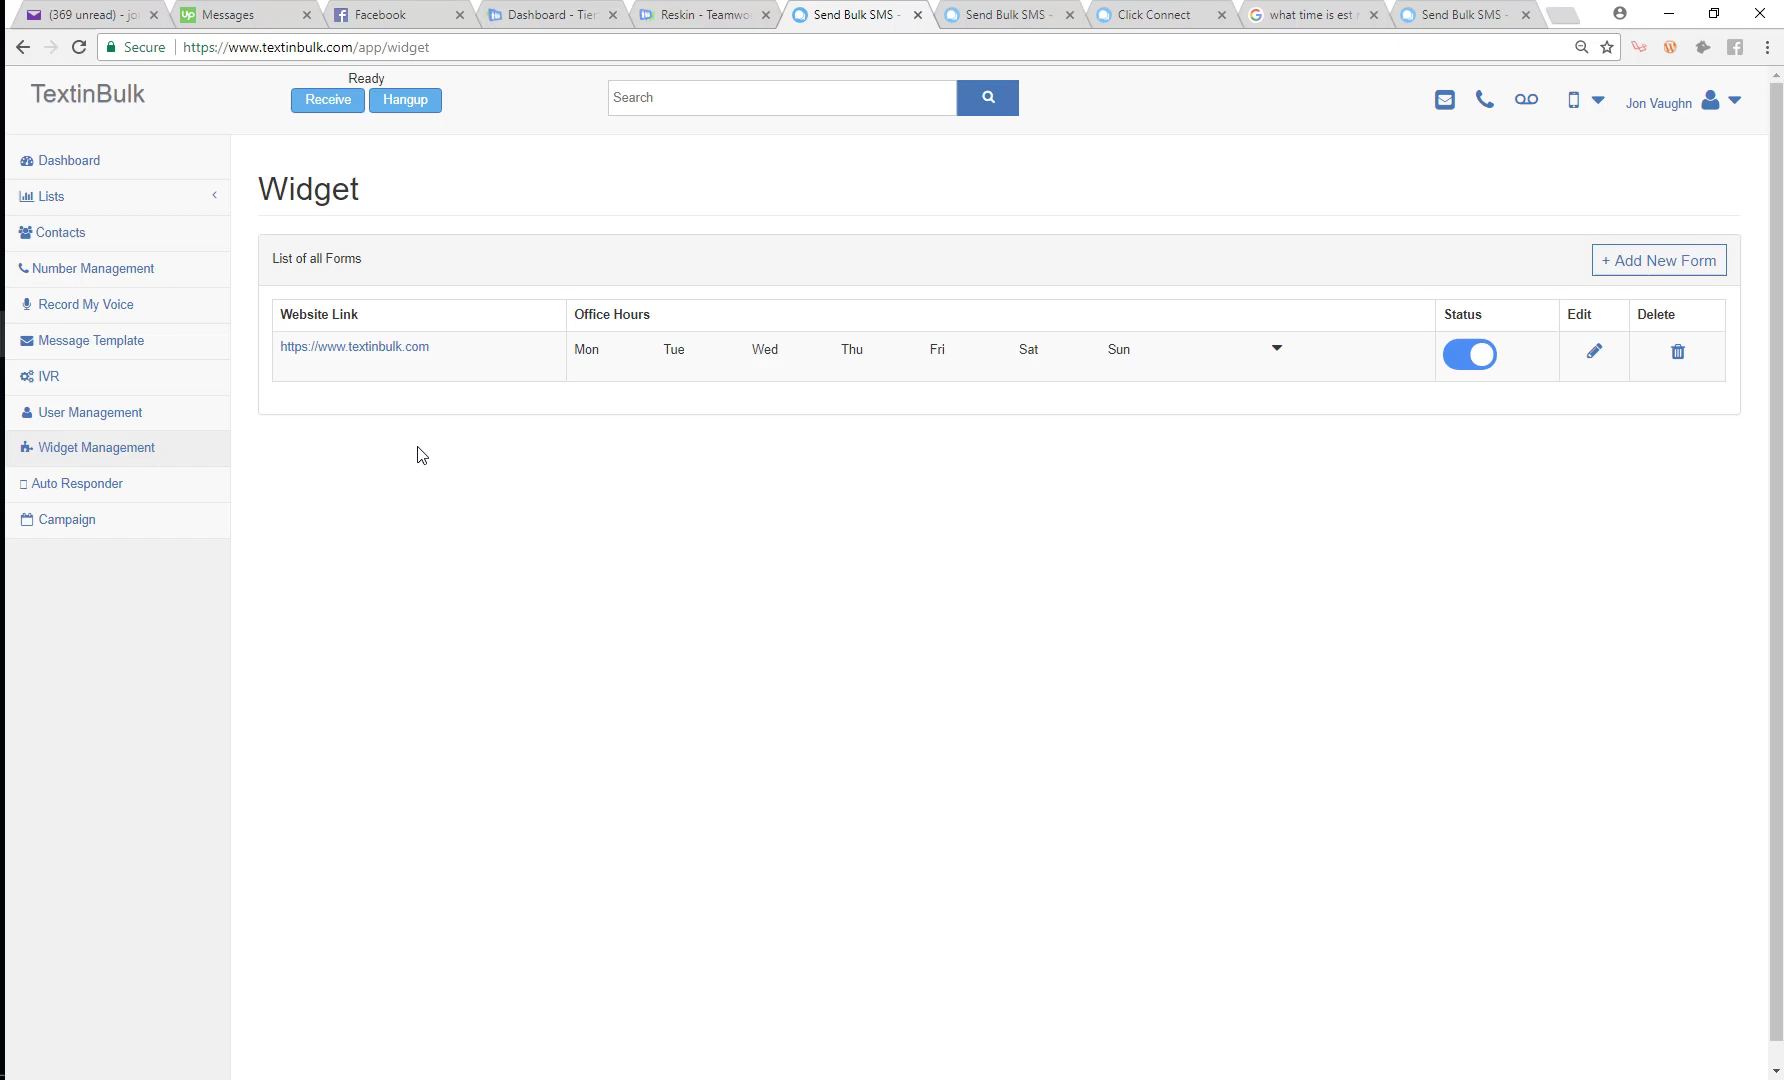 (369 unread) - jo
Messages
Facebook
Dashboard - Tier
Reskin - Teamwo
Send Bulk SMS -
Send Bulk SMS -
Click Connect
what time is est
Send Bulk SMS -
Secure
https://www.textinbulk.com/app/widget
TextinBulk
Ready
Receive
Hangup
Search
Jon Vaughn
Dashboard
Lists
Contacts
Number Management
Record My Voice
Message Template
IVR
User Management
Widget Management
Auto Responder
Campaign
Widget
List of all Forms
+ Add New Form
Website Link
Office Hours
Status
Edit
Delete
https://www.textinbulk.com
Mon
Tue
Wed
Thu
Fri
Sat
Sun